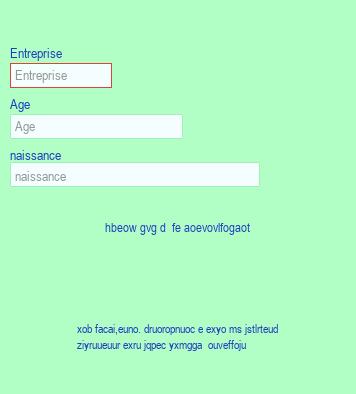 Entreprise
Entreprise
Age
Age
naissance
naissance
hbeow gvg d fe aoevovlfogaot
xob facai,euno. druoropnuoc e exyo ms jstlrteud
ziyruueuur exru jqpec yxmgga ouveffoju